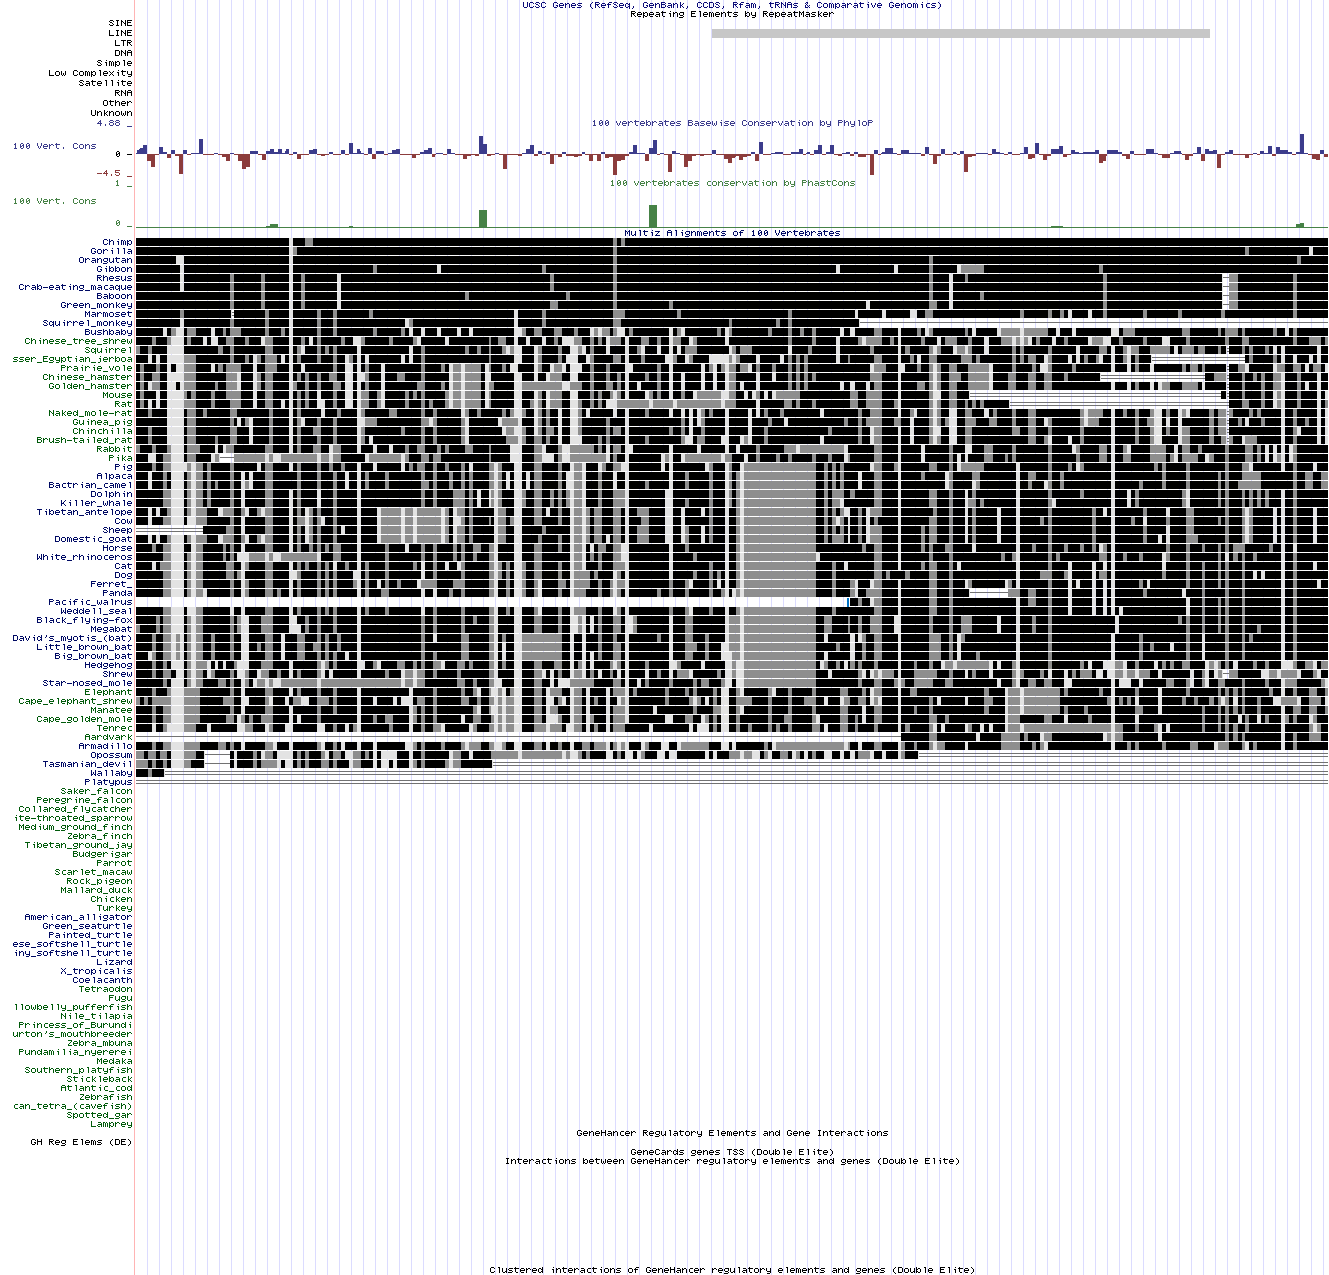 UCSC Genes (RefSeq, GenBank, CCDS, Rfam, tRNAs & Comparative Genomics)
Repeating Elements by RepeatMasker
SINE
LINE
LTR
DNA
Simple
Low Complexity
Satellite
RNA
Other
Unknown
4.88 _
100 vertebrates Basewise Conservation by PhyloP
100 Vert. Cons
0 _
-4.5 _
100 vertebrates conservation by PhastCons
1 _
100 Vert. Cons
0 _
Multiz Alignments of 100 Vertebrates
Chimp
Gorilla
Orangutan
Gibbon
Rhesus
Crab-eating_macaque
Baboon
Green_monkey
Marmoset
Squirrel_monkey
Bushbaby
Chinese_tree_shrew
Squirrel
sser_Egyptian_jerboa
Prairie_vole
Chinese_hamster
Golden_hamster
Mouse
Rat
Naked_mole-rat
Guinea_pig
Chinchilla
Brush-tailed_rat
Rabbit
Pika
Pig
Alpaca
Bactrian_camel
Dolphin
Killer_whale
Tibetan_antelope
Cow
Sheep
Domestic_goat
Horse
White_rhinoceros
Cat
Dog
Ferret_
Panda
Pacific_walrus
Weddell_seal
Black_flying-fox
Megabat
David's_myotis_(bat)
Little_brown_bat
Big_brown_bat
Hedgehog
Shrew
Star-nosed_mole
Elephant
Cape_elephant_shrew
Manatee
Cape_golden_mole
Tenrec
Aardvark
Armadillo
Opossum
Tasmanian_devil
Wallaby
Platypus
Saker_falcon
Peregrine_falcon
Collared_flycatcher
ite-throated_sparrow
Medium_ground_finch
Zebra_finch
Tibetan_ground_jay
Budgerigar
Parrot
Scarlet_macaw
Rock_pigeon
Mallard_duck
Chicken
Turkey
American_alligator
Green_seaturtle
Painted_turtle
ese_softshell_turtle
iny_softshell_turtle
Lizard
X_tropicalis
Coelacanth
Tetraodon
Fugu
llowbelly_pufferfish
Nile_tilapia
Princess_of_Burundi
urton's_mouthbreeder
Zebra_mbuna
Pundamilia_nyererei
Medaka
Southern_platyfish
Stickleback
Atlantic_cod
Zebrafish
can_tetra_(cavefish)
Spotted_gar
Lamprey
GeneHancer Regulatory Elements and Gene Interactions
GH Reg Elems (DE)
GeneCards genes TSS (Double Elite)
Interactions between GeneHancer regulatory elements and genes (Double Elite)
Clustered interactions of GeneHancer regulatory elements and genes (Double Elite)